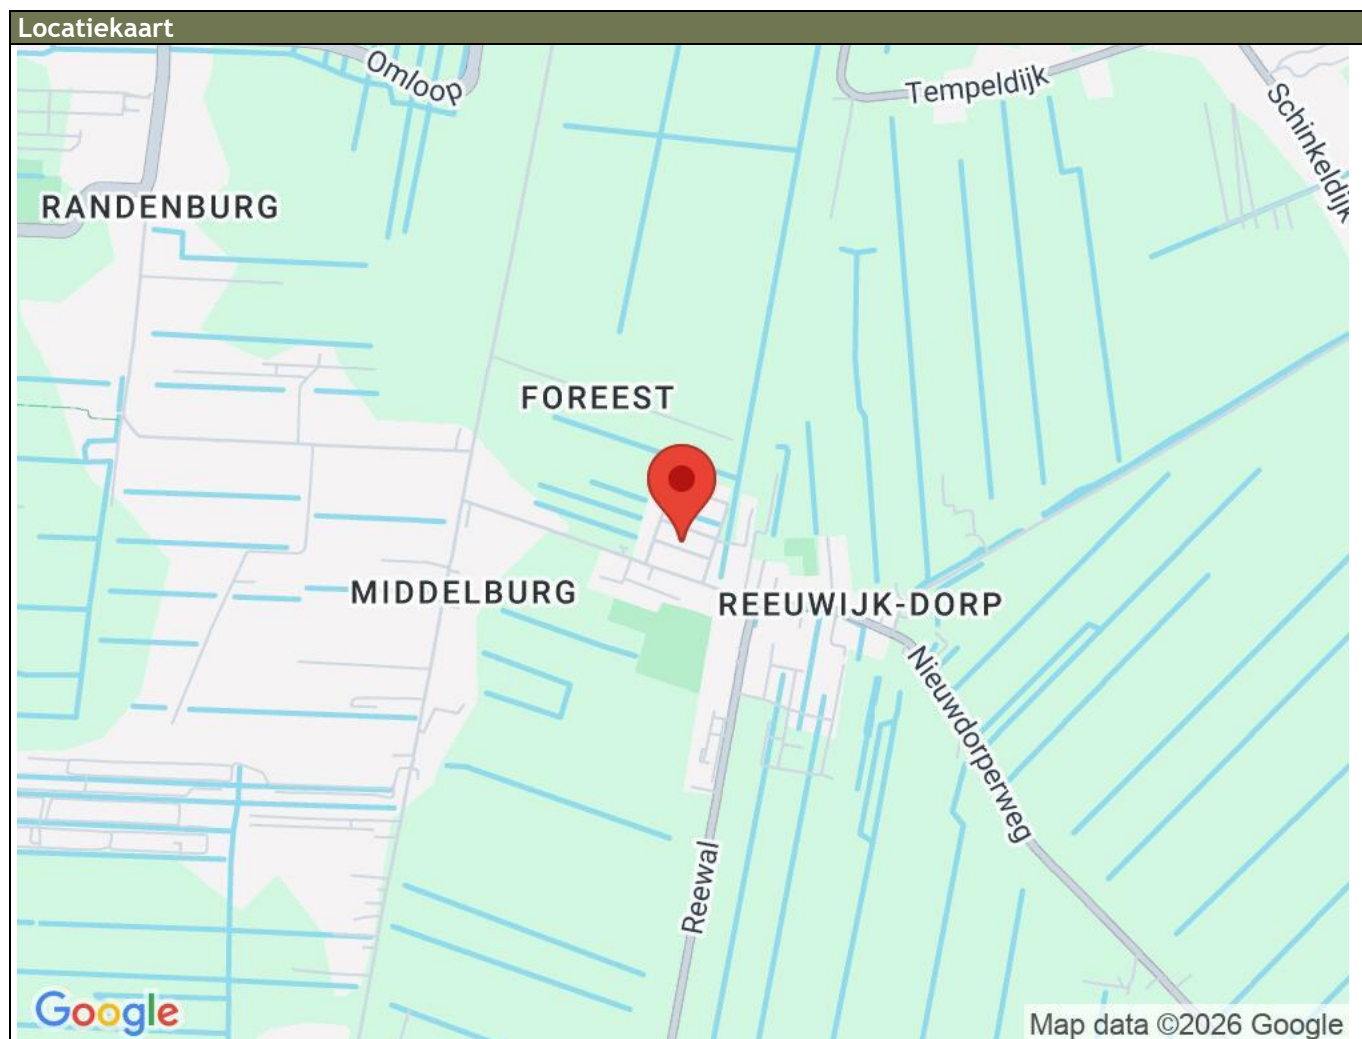 Locatiekaart
Omloop
Tempeldijk
Schinkeldijk
RANDENBURG
FOREEST
MIDDELBURG
REEUWIJK-DORP
Nieuwdorperweg
Reewal
Google
Map data ©2026 Google